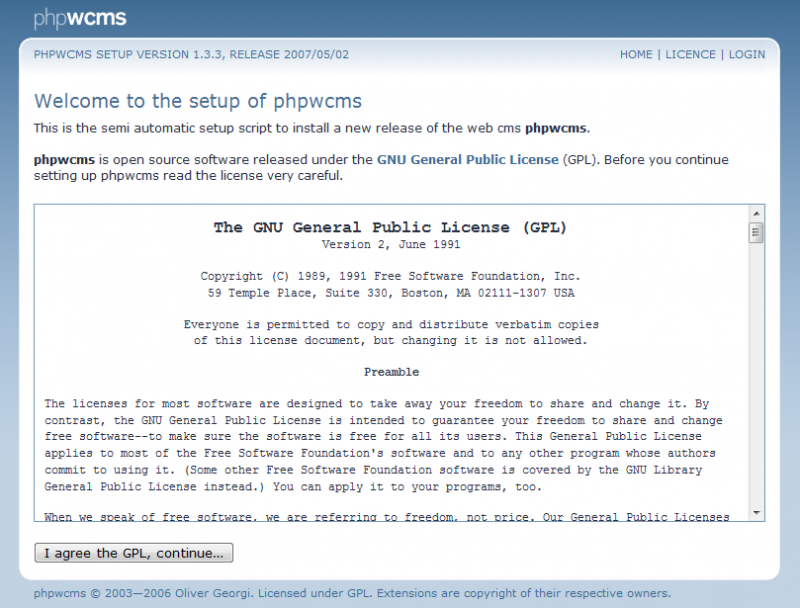 phpwcms
PHPWCMS SETUP VERSION 1.3.3, RELEASE 2007/05/02
HOME | LICENCE | LOGIN
Welcome to the setup of phpwcms
This is the semi automatic setup script to install a new release of the web cms phpwcms.
phpwcms is open source software released under the GNU General Public License (GPL). Before you continue
setting up phpwcms read the license very careful.
The GNU General Public License (GPL)
Version 2, June 1991
Copyright (C) 1989, 1991 Free Software Foundation, Inc.
59 Temple Place, Suite 330, Boston, MA 02111-1307 USA
Everyone is permitted to copy and distribute verbatim copies
of this license document, but changing it is not allowed.
Preamble
The licenses for most software are designed to take away your freedom to share and change it. By
contrast, the GNU General Public License is intended to guarantee your freedom to share and change
free software--to make sure the software is free for all its users. This General Public License
applies to most of the Free Software Foundation's software and to any other program whose authors
commit to using it. (Some other Free Software Foundation software is covered by the GNU Library
General Public License instead.) You can apply it to your programs, too.
When we speak of free software, we are referring to freedom, not price. Our General Public Licenses
I agree the GPL, continue...
phpwcms © 2003—2006 Oliver Georgi. Licensed under GPL. Extensions are copyright of their respective owners.